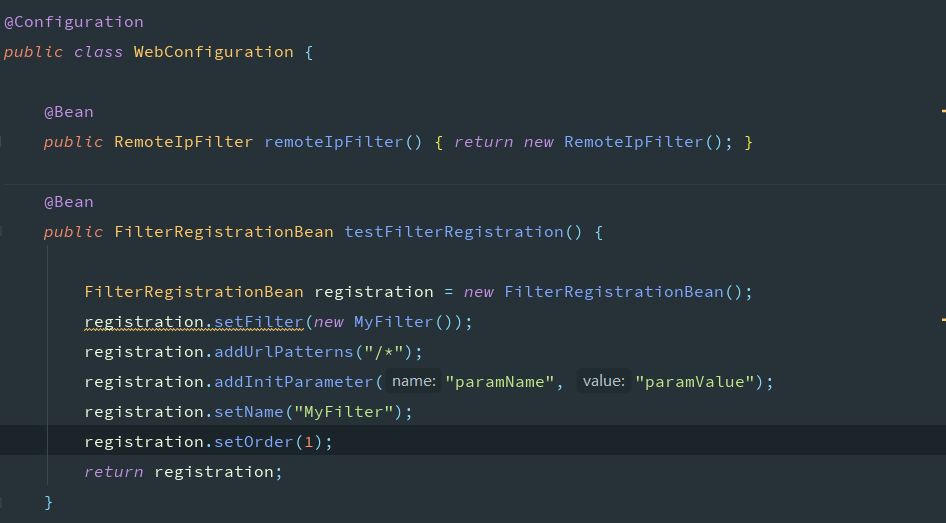 @Configuration
public class WebConfiguration {
@Bean
public RemoteIpFilter remoteIpFilter() { return new RemoteIpFilter(); }
@Bean
public FilterRegistrationBean testFilterRegistration() {
FilterRegistrationBean registration = new FilterRegistrationBean();
registration.setFilter(new MyFilter());
registration.addUrlPatterns("/*");
registration.addInitParameter( name: "paramName", value: "paramValue");
registration.setName("MyFilter");
registration.setOrder(1);
return registration;
}